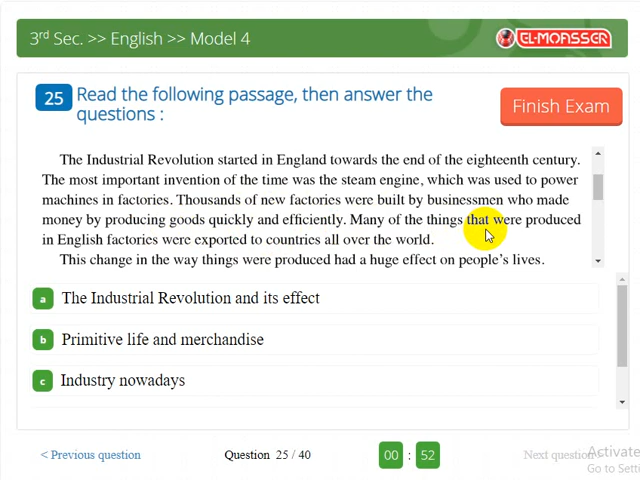 3rd Sec. >> English >> Model 4
EL-MOASSER
25
Read the following passage, then answer the
questions :
Finish Exam
The Industrial Revolution started in England towards the end of the eighteenth century.
The most important invention of the time was the steam engine, which was used to power
machines in factories. Thousands of new factories were built by businessmen who made
money by producing goods quickly and efficiently. Many of the things that were produced
in English factories were exported to countries all over the world.
This change in the way things were produced had a huge effect on people's lives.
a The Industrial Revolution and its effect
b Primitive life and merchandise
c Industry nowadays
< Previous question
Question 25 / 40
00 : 52
Next question >
Activate
Go to Setti